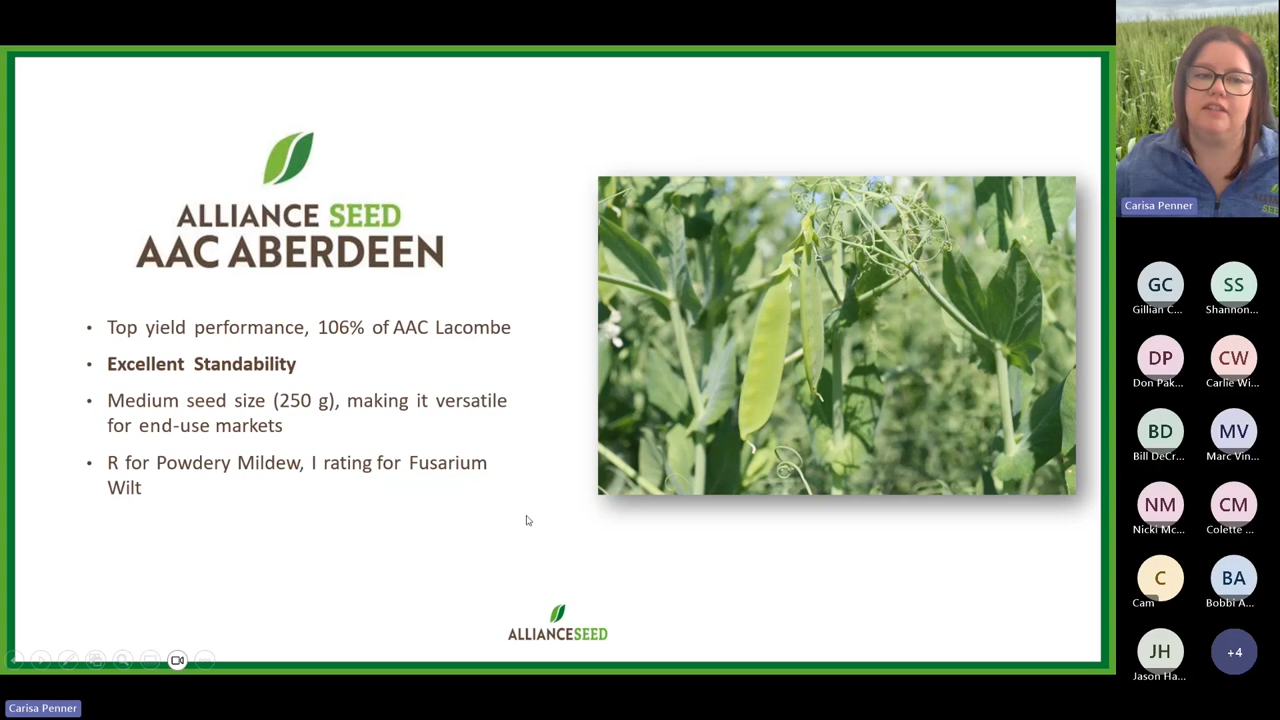 ALLIANCE SEED
AAC ABERDEEN
• Top yield performance, 106% of AAC Lacombe
• Excellent Standability
• Medium seed size (250 g), making it versatile
for end-use markets
• R for Powdery Mildew, I rating for Fusarium
Wilt
ALLIANCESEED
Carisa Penner
Carisa Penner
GC
SS
Gillian C...
Shannon...
DP
CW
Don Pak...
Carlie Wi...
BD
MV
Bill DeCr...
Marc Vin...
NM
CM
Nicki Mc...
Colette ...
C
BA
Cam
Bobbi A...
JH
+4
Jason Ha...